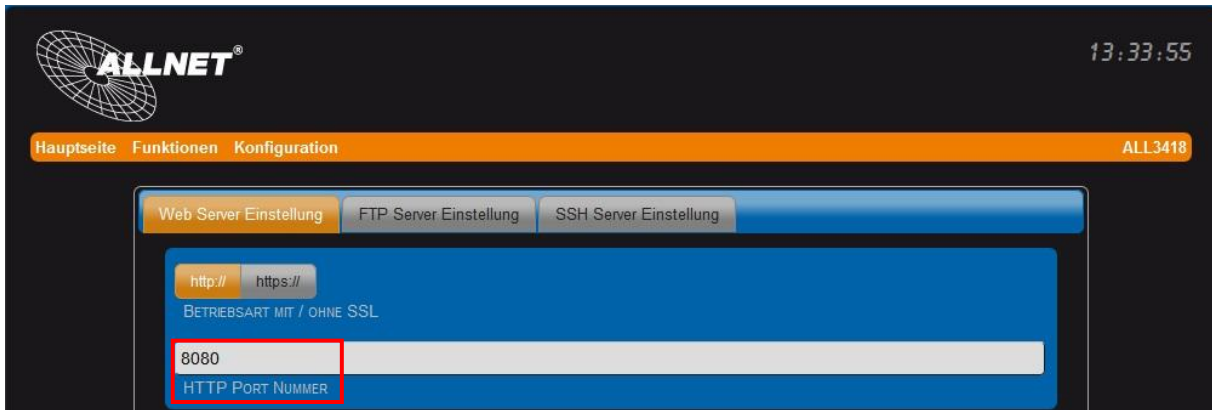 ALLNET®
13:33:55
Hauptseite Funktionen Konfiguration ALL3418
Web Server Einstellung FTP Server Einstellung SSH Server Einstellung
http:// https://
BETRIEBSART MIT / OHNE SSL
8080
HTTP PORT NUMMER